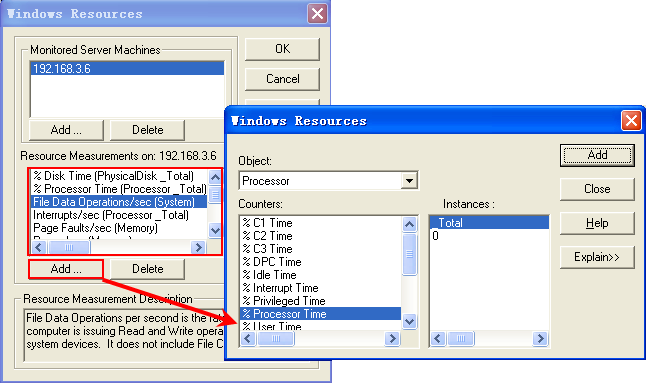 Windows Resources
Monitored Server Machines
192.168.3.6
Add ...
Delete
OK
Cancel
Resource Measurements on: 192.168.3.6
% Disk Time (PhysicalDisk _Total)
% Processor Time (Processor _Total)
File Data Operations/sec (System)
Interrupts/sec (Processor _Total)
Page Faults/sec (Memory)
Add ...
Delete
Resource Measurement Description
File Data Operations per second is the
computer is issuing Read and Write
system devices. It does not include File
Windows Resources
Object:
Processor
Counters:
% C1 Time
% C2 Time
% C3 Time
% DPC Time
% Idle Time
% Interrupt Time
% Privileged Time
% Processor Time
% User Time
Instances :
_Total
0
Add
Close
Help
Explain>>